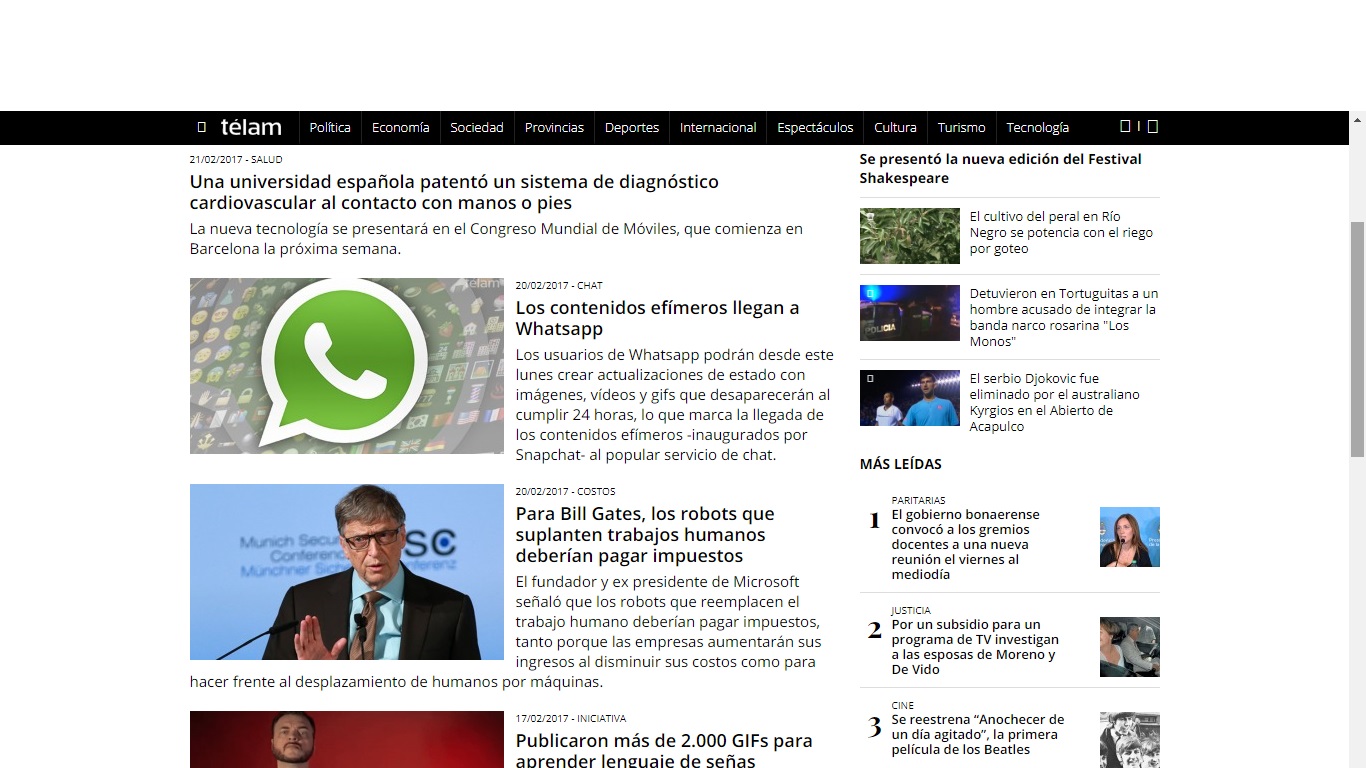 télam
Política
Economía
Sociedad
Provincias
Deportes
Internacional
Espectáculos
Cultura
Turismo
Tecnología
21/02/2017 - SALUD
Una universidad española patentó un sistema de diagnóstico
cardiovascular al contacto con manos o pies
La nueva tecnología se presentará en el Congreso Mundial de Móviles, que comienza en
Barcelona la próxima semana.
télam
20/02/2017 - CHAT
Los contenidos efímeros llegan a
Whatsapp
Los usuarios de Whatsapp podrán desde este
lunes crear actualizaciones de estado con
imágenes, vídeos y gifs que desaparecerán al
cumplir 24 horas, lo que marca la llegada de
los contenidos efímeros -inaugurados por
Snapchat- al popular servicio de chat.
Munich Secu
Conferen
Münchner Siche
SC
nferenz
20/02/2017 - COSTOS
Para Bill Gates, los robots que
suplanten trabajos humanos
deberían pagar impuestos
El fundador y ex presidente de Microsoft
señaló que los robots que reemplacen el
trabajo humano deberían pagar impuestos,
tanto porque las empresas aumentarán sus
ingresos al disminuir sus costos como para
hacer frente al desplazamiento de humanos por máquinas.
17/02/2017 - INICIATIVA
Publicaron más de 2.000 GIFs para
aprender lenguaje de señas
Se presentó la nueva edición del Festival
Shakespeare
El cultivo del peral en Río
Negro se potencia con el riego
por goteo
POLICIA
Detuvieron en Tortuguitas a un
hombre acusado de integrar la
banda narco rosarina "Los
Monos"
El serbio Djokovic fue
eliminado por el australiano
Kyrgios en el Abierto de
Acapulco
MÁS LEÍDAS
1
PARITARIAS
El gobierno bonaerense
convocó a los gremios
docentes a una nueva
reunión el viernes al
mediodía
2
JUSTICIA
Por un subsidio para un
programa de TV investigan
a las esposas de Moreno y
De Vido
3
CINE
Se reestrena “Anochecer de
un día agitado”, la primera
película de los Beatles